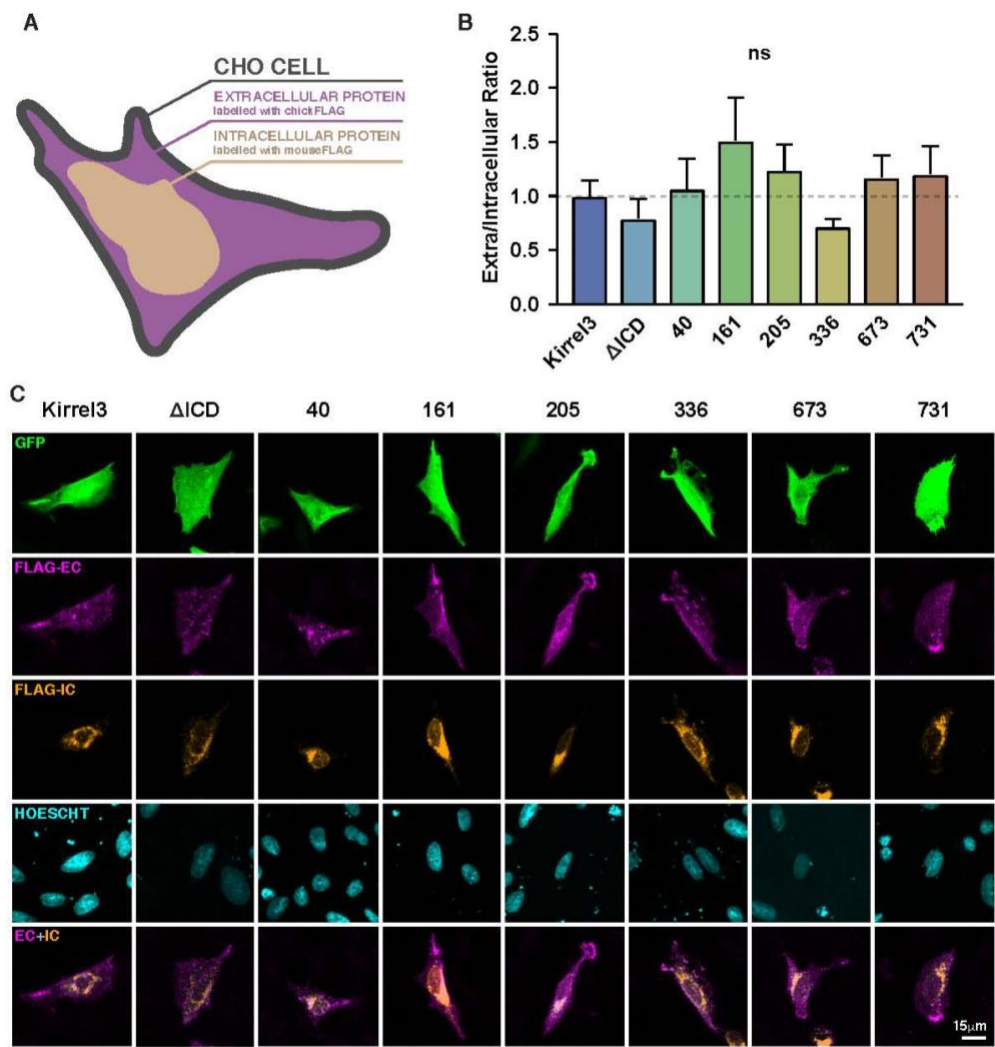 A
CHO CELL
EXTRACELLULAR PROTEIN
labelled with chickFLAG
INTRACELLULAR PROTEIN
labelled with mouseFLAG
B
ns
Extra/Intracellular Ratio
2.5
2.0
1.5
1.0
0.5
0.0
Kirrel3
ΔICD
40
161
205
336
673
731
C
Kirrel3 ΔICD 40 161 205 336 673 731
GFP
FLAG-EC
FLAG-IC
HOESCHT
EC+IC
15μm